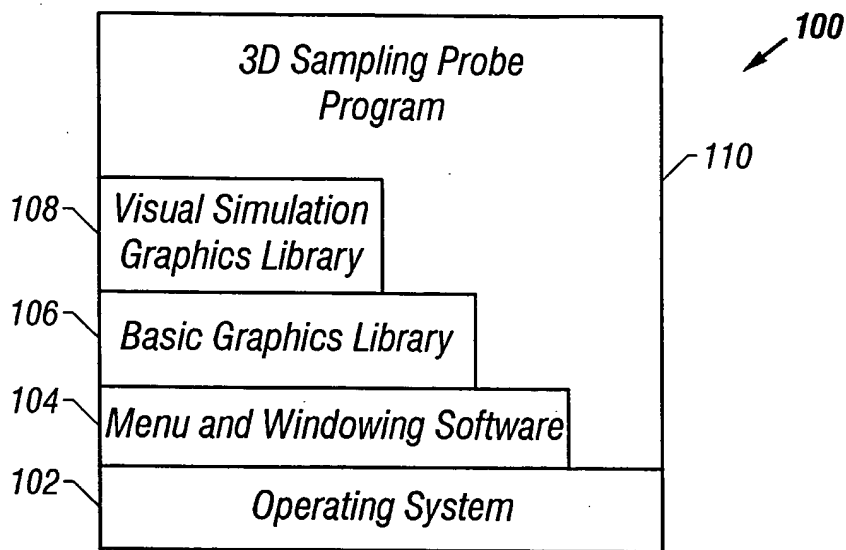 100
3D Sampling Probe
Program
110
108
Visual Simulation
Graphics Library
106
Basic Graphics Library
104
Menu and Windowing Software
102
Operating System